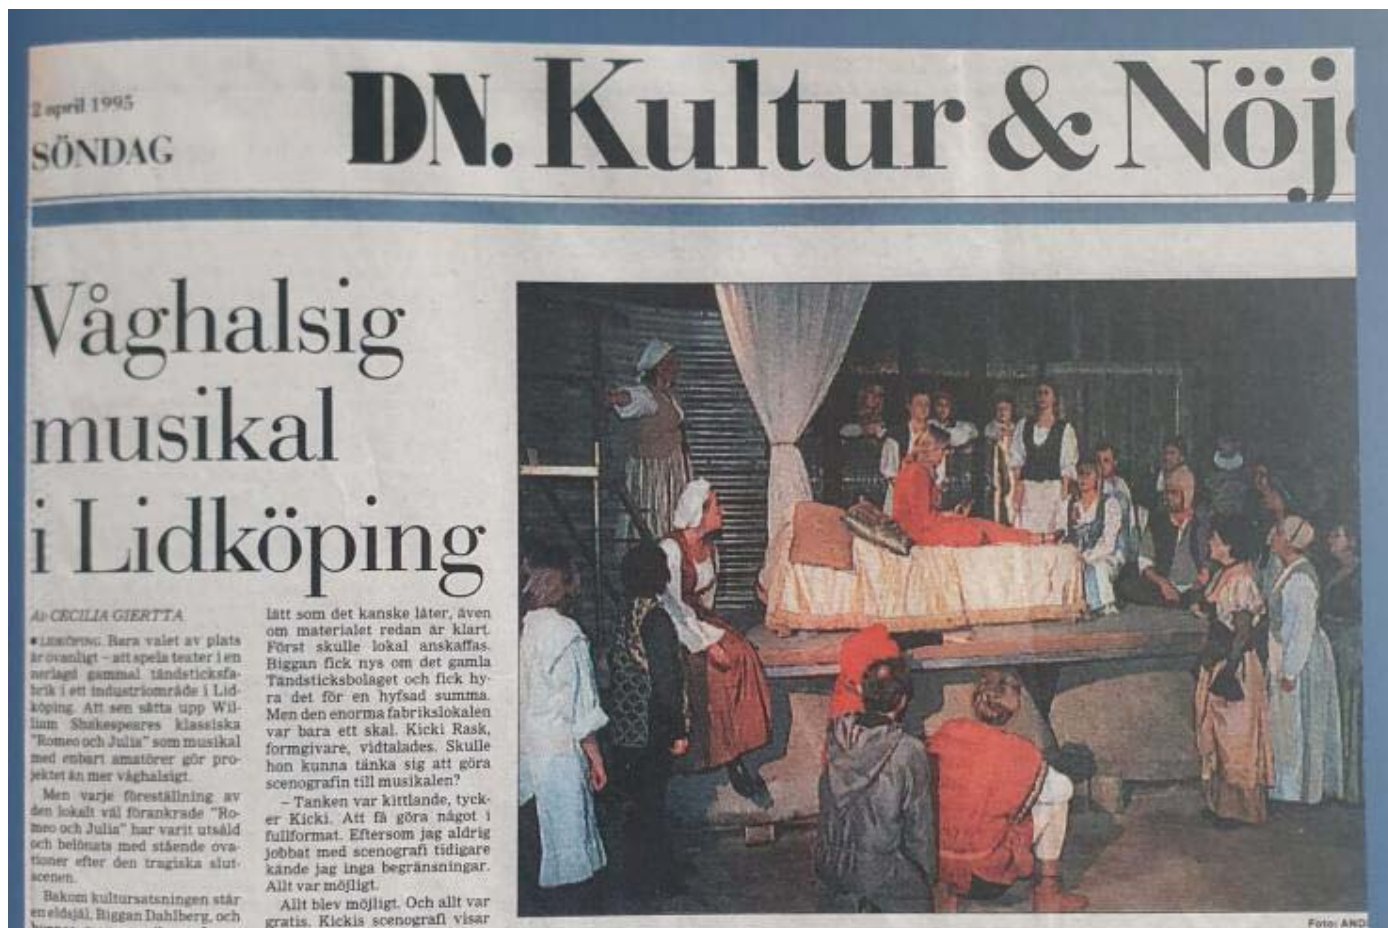 2 april 1995
SÖNDAG
DN. Kultur & Nöj
Våghalsig
musikal
i Lidköping
Av CECILIA GIERTTA
■ LIDKÖPING. Bara valet av plats
är ovanligt – att spela teater i en
nerlagd gammal tändsticksfa-
brik i ett industriområde i Lid-
köping. Att sen sätta upp Wil-
liam Shakespeares klassiska
"Romeo och Julia" som musikal
med enbart amatörer gör pro-
jektet än mer våghalsigt.
Men varje föreställning av
den lokalt väl förankrade "Ro-
meo och Julia" har varit utsåld
och belönats med stående ova-
tioner efter den tragiska slut-
scenen.
Bakom kultursatsningen står
en eldsjäl, Biggan Dahlberg, och
lätt som det kanske låter, även
om materialet redan är klart.
Först skulle lokal anskaffas.
Biggan fick nys om det gamla
Tändsticksbolaget och fick hy-
ra det för en hyfsad summa.
Men den enorma fabrikslokalen
var bara ett skal. Kicki Rask,
formgivare, vidtalades. Skulle
hon kunna tänka sig att göra
scenografin till musikalen?
– Tanken var kittlande, tyck-
er Kicki. Att få göra något i
fullformat. Eftersom jag aldrig
jobbat med scenografi tidigare
kände jag inga begränsningar.
Allt var möjligt.
Allt blev möjligt. Och allt var
gratis. Kickis scenografi visar
Foto: AND